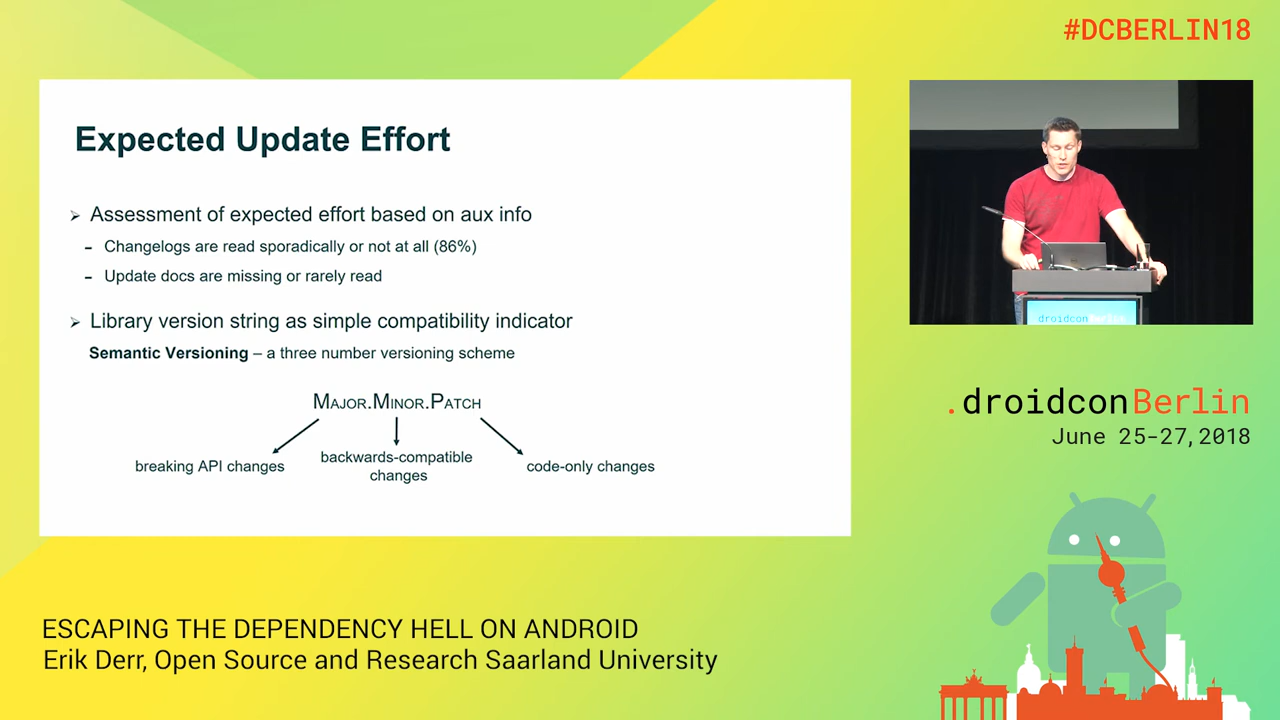 #DCBERLIN18
Expected Update Effort
➢ Assessment of expected effort based on aux info
– Changelogs are read sporadically or not at all (86%)
– Update docs are missing or rarely read
➢ Library version string as simple compatibility indicator
Semantic Versioning – a three number versioning scheme
MAJOR.MINOR.PATCH
breaking API changes
backwards-compatible
changes
code-only changes
droidconBerlin
.droidconBerlin
June 25-27, 2018
ESCAPING THE DEPENDENCY HELL ON ANDROID
Erik Derr, Open Source and Research Saarland University